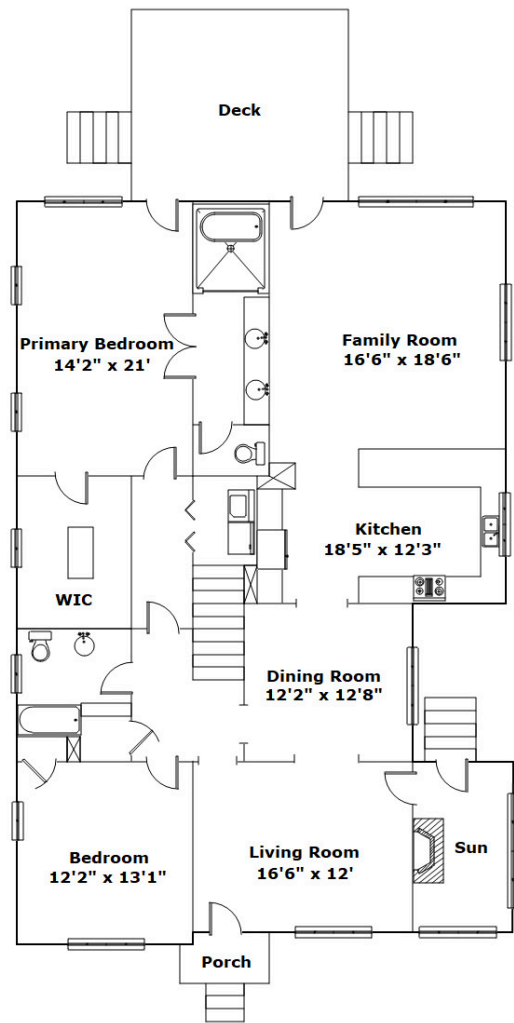 Deck
Primary Bedroom
14'2" x 21'
Family Room
16'6" x 18'6"
Kitchen
18'5" x 12'3"
WIC
Dining Room
12'2" x 12'8"
Bedroom
12'2" x 13'1"
Living Room
16'6" x 12'
Sun
Porch